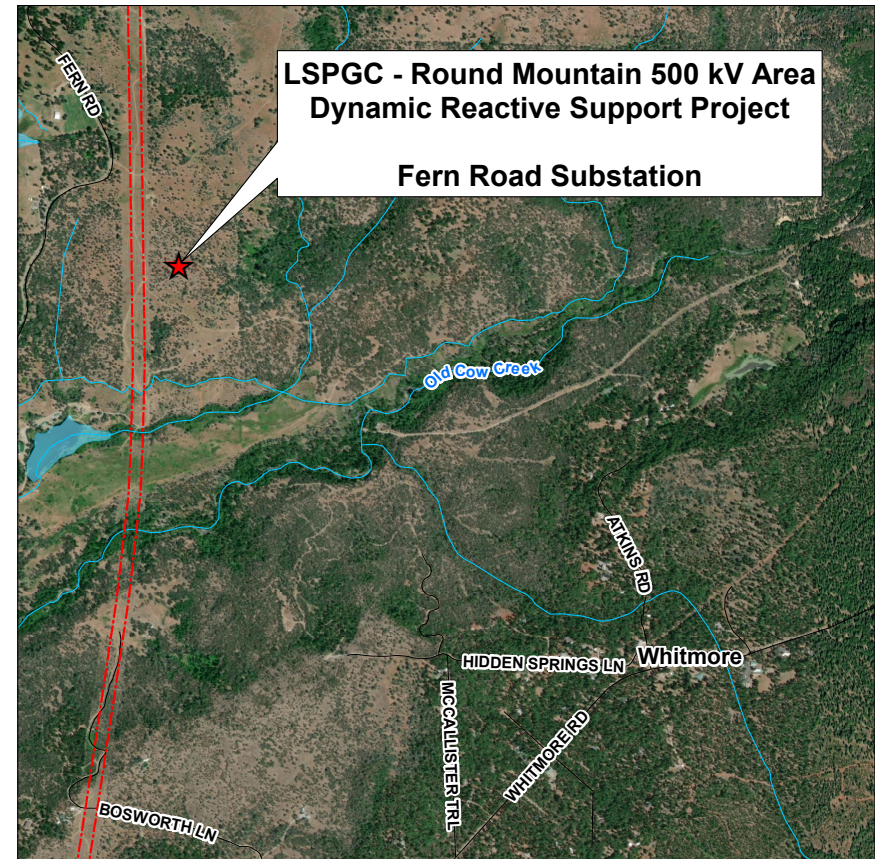 FERN RD
LSPGC - Round Mountain 500 kV Area
Dynamic Reactive Support Project
Fern Road Substation
Old Cow Creek
ATKINS RD
HIDDEN SPRINGS LN
Whitmore
MCCALLISTER TRL
WHITMORE RD
BOSWORTH LN